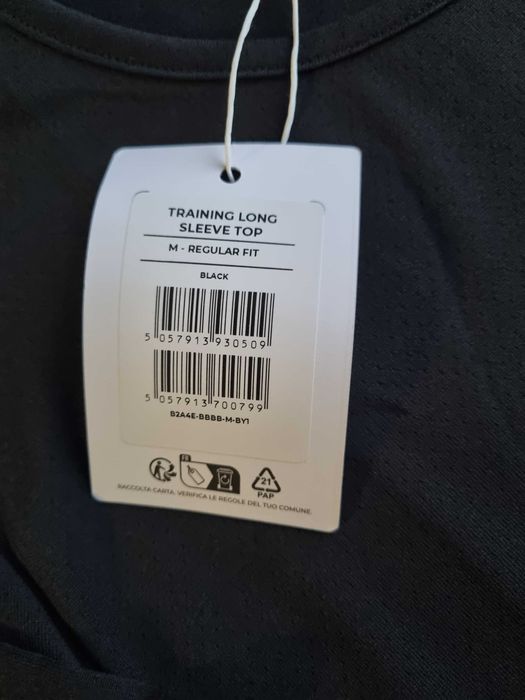 TRAINING LONG
SLEEVE TOP
M - REGULAR FIT
BLACK
5 057913 930509
5 057913 700799
B2A4E-BBBB-M-BY1
FR
21
PAP
RACCOLTA CARTA. VERIFICA LE REGOLE DEL TUO COMUNE.